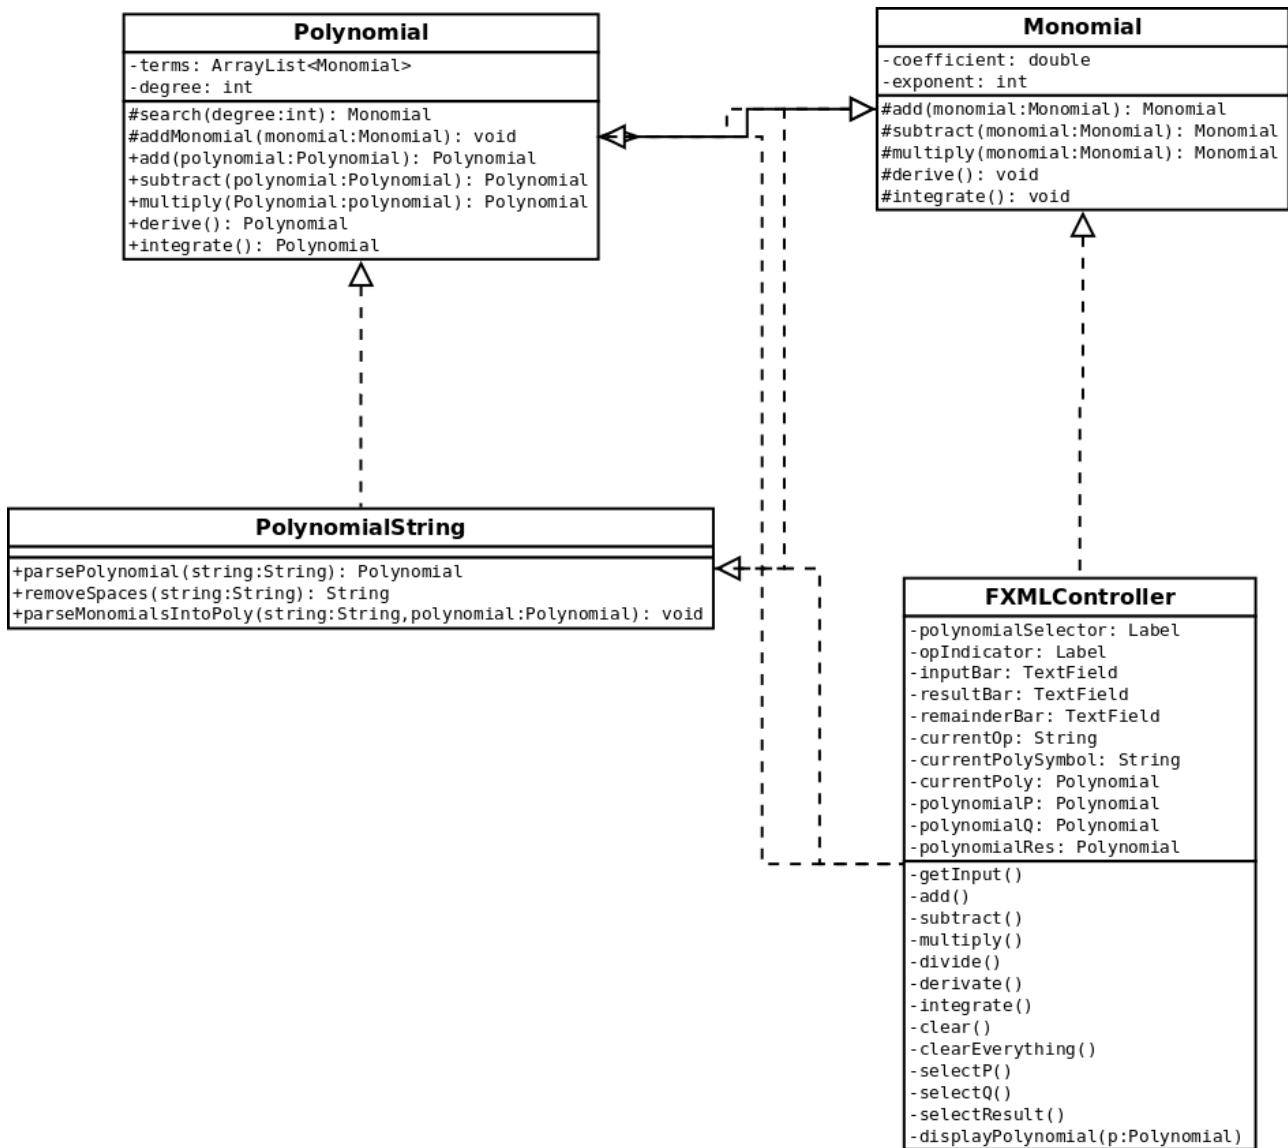 Polynomial
-terms: ArrayList<Monomial>
-degree: int
#search(degree:int): Monomial
#addMonomial(monomial:Monomial): void
+add(polynomial:Polynomial): Polynomial
+subtract(polynomial:Polynomial): Polynomial
+multiply(Polynomial:polynomial): Polynomial
+derive(): Polynomial
+integrate(): Polynomial
Monomial
-coefficient: double
-exponent: int
#add(monomial:Monomial): Monomial
#subtract(monomial:Monomial): Monomial
#multiply(monomial:Monomial): Monomial
#derive(): void
#integrate(): void
PolynomialString
+parsePolynomial(string:String): Polynomial
+removeSpaces(string:String): String
+parseMonomialsIntoPoly(string:String,polynomial:Polynomial): void
FXMLController
-polynomialSelector: Label
-opIndicator: Label
-inputBar: TextField
-resultBar: TextField
-remainderBar: TextField
-currentOp: String
-currentPolySymbol: String
-currentPoly: Polynomial
-polynomialP: Polynomial
-polynomialQ: Polynomial
-polynomialRes: Polynomial
-getInput()
-add()
-subtract()
-multiply()
-divide()
-derivate()
-integrate()
-clear()
-clearEverything()
-selectP()
-selectQ()
-selectResult()
-displayPolynomial(p:Polynomial)